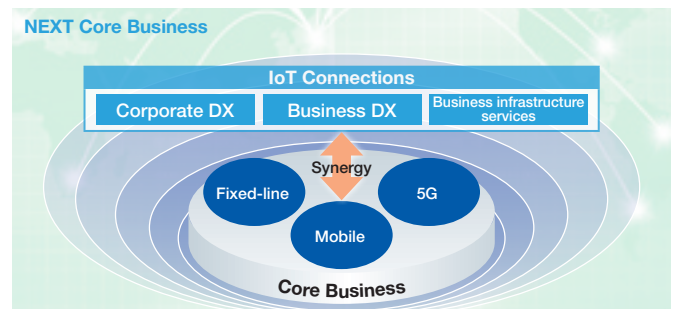 NEXT Core Business
IoT Connections
Corporate DX
Business DX
Business infrastructure
services
Synergy
Fixed-line
5G
Mobile
Core Business